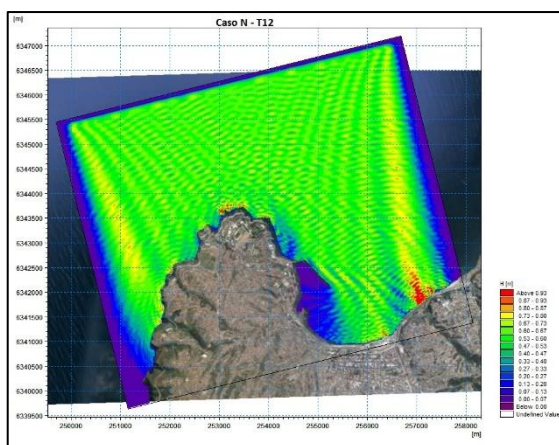 [m]
Caso N - T12
6347000
6346500
6346000
6345500
6345000
6344500
6344000
6343500
6343000
6342500
6342000
6341500
6341000
6340500
6340000
6339500
250000 251000 252000 253000 254000 255000 256000 257000 258000
[m]
H [m]
Above 0.93
0.87 - 0.93
0.80 - 0.87
0.73 - 0.80
0.67 - 0.73
0.60 - 0.67
0.53 - 0.60
0.47 - 0.53
0.40 - 0.47
0.33 - 0.40
0.27 - 0.33
0.20 - 0.27
0.13 - 0.20
0.07 - 0.13
0.00 - 0.07
Below 0.00
Undefined Value